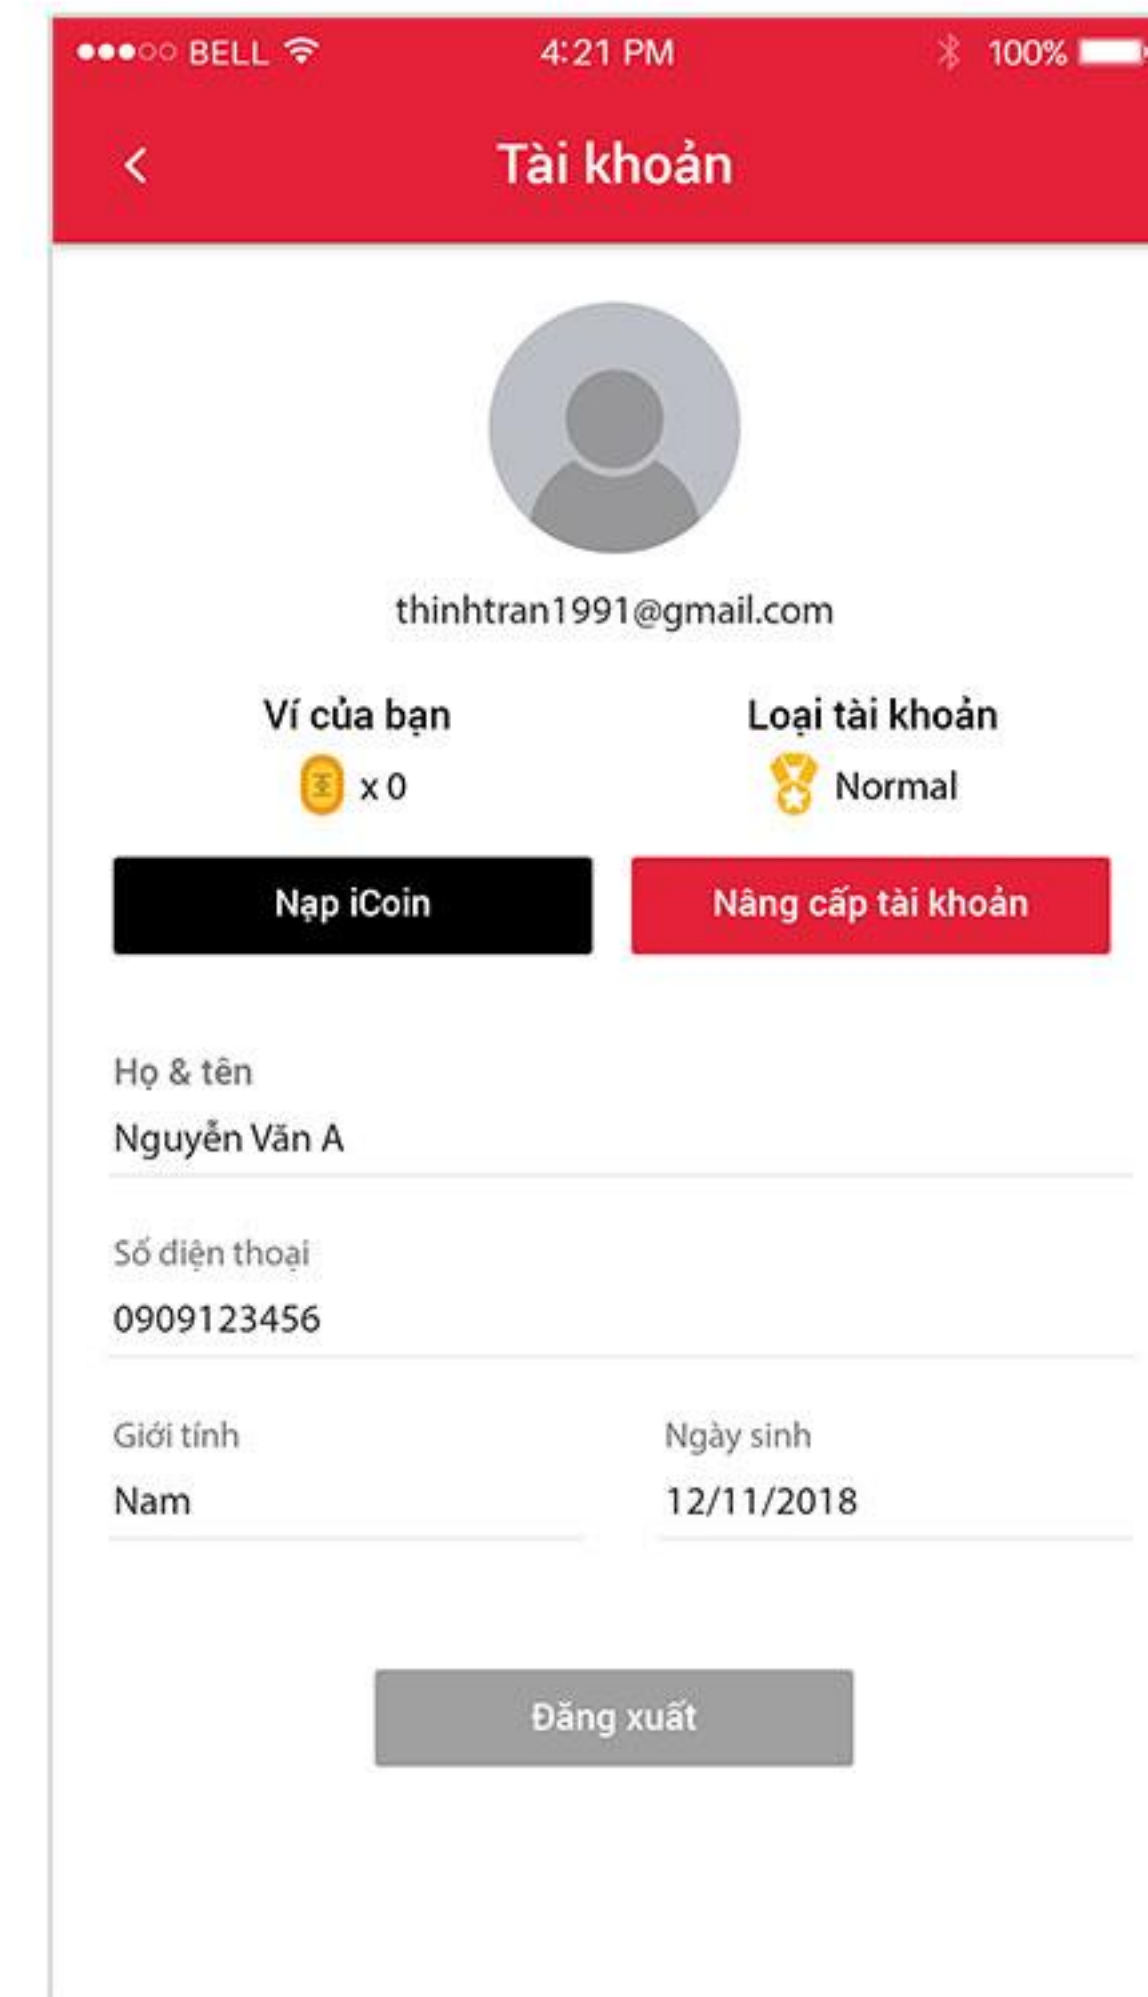 BELL 4:21 PM 100%
Tài khoản
thinhtran1991@gmail.com
Ví của bạn Loại tài khoản
x 0 Normal
Nạp iCoin Nâng cấp tài khoản
Họ & tên
Nguyễn Văn A
Số điện thoại
0909123456
Giới tính Ngày sinh
Nam 12/11/2018
Đăng xuất